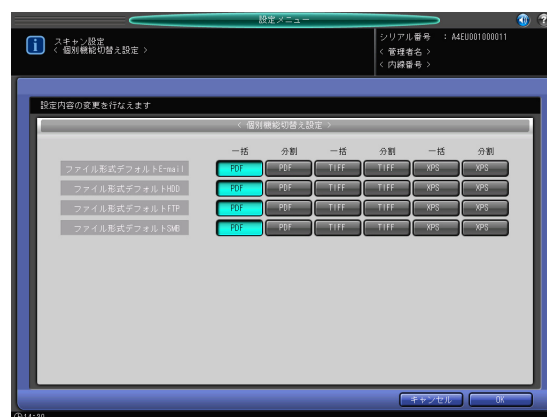 設定メニュー
スキャン設定
< 個別機能切替え設定 >
シリアル番号 : A4EU001000011
< 管理者名 >
< 内線番号 >
設定内容の変更を行なえます
< 個別機能切替え設定 >
一括 分割 一括 分割 一括 分割
ファイル形式デフォルトE-mail PDF PDF TIFF TIFF XPS XPS
ファイル形式デフォルトHDD PDF PDF TIFF TIFF XPS XPS
ファイル形式デフォルトFTP PDF PDF TIFF TIFF XPS XPS
ファイル形式デフォルトSMB PDF PDF TIFF TIFF XPS XPS
キャンセル OK